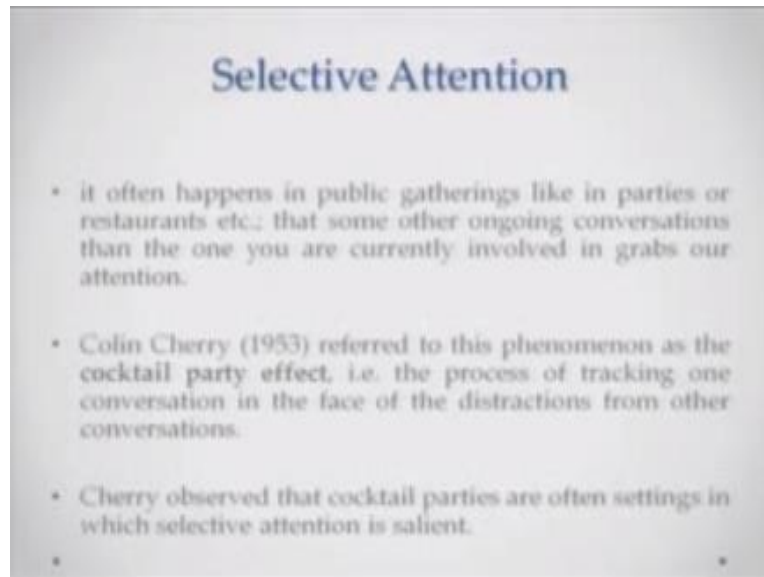 Selective Attention
• it often happens in public gatherings like in parties or
restaurants etc.; that some other ongoing conversations
than the one you are currently involved in grabs our
attention.
• Colin Cherry (1953) referred to this phenomenon as the
cocktail party effect, i.e. the process of tracking one
conversation in the face of the distractions from other
conversations.
• Cherry observed that cocktail parties are often settings in
which selective attention is salient.